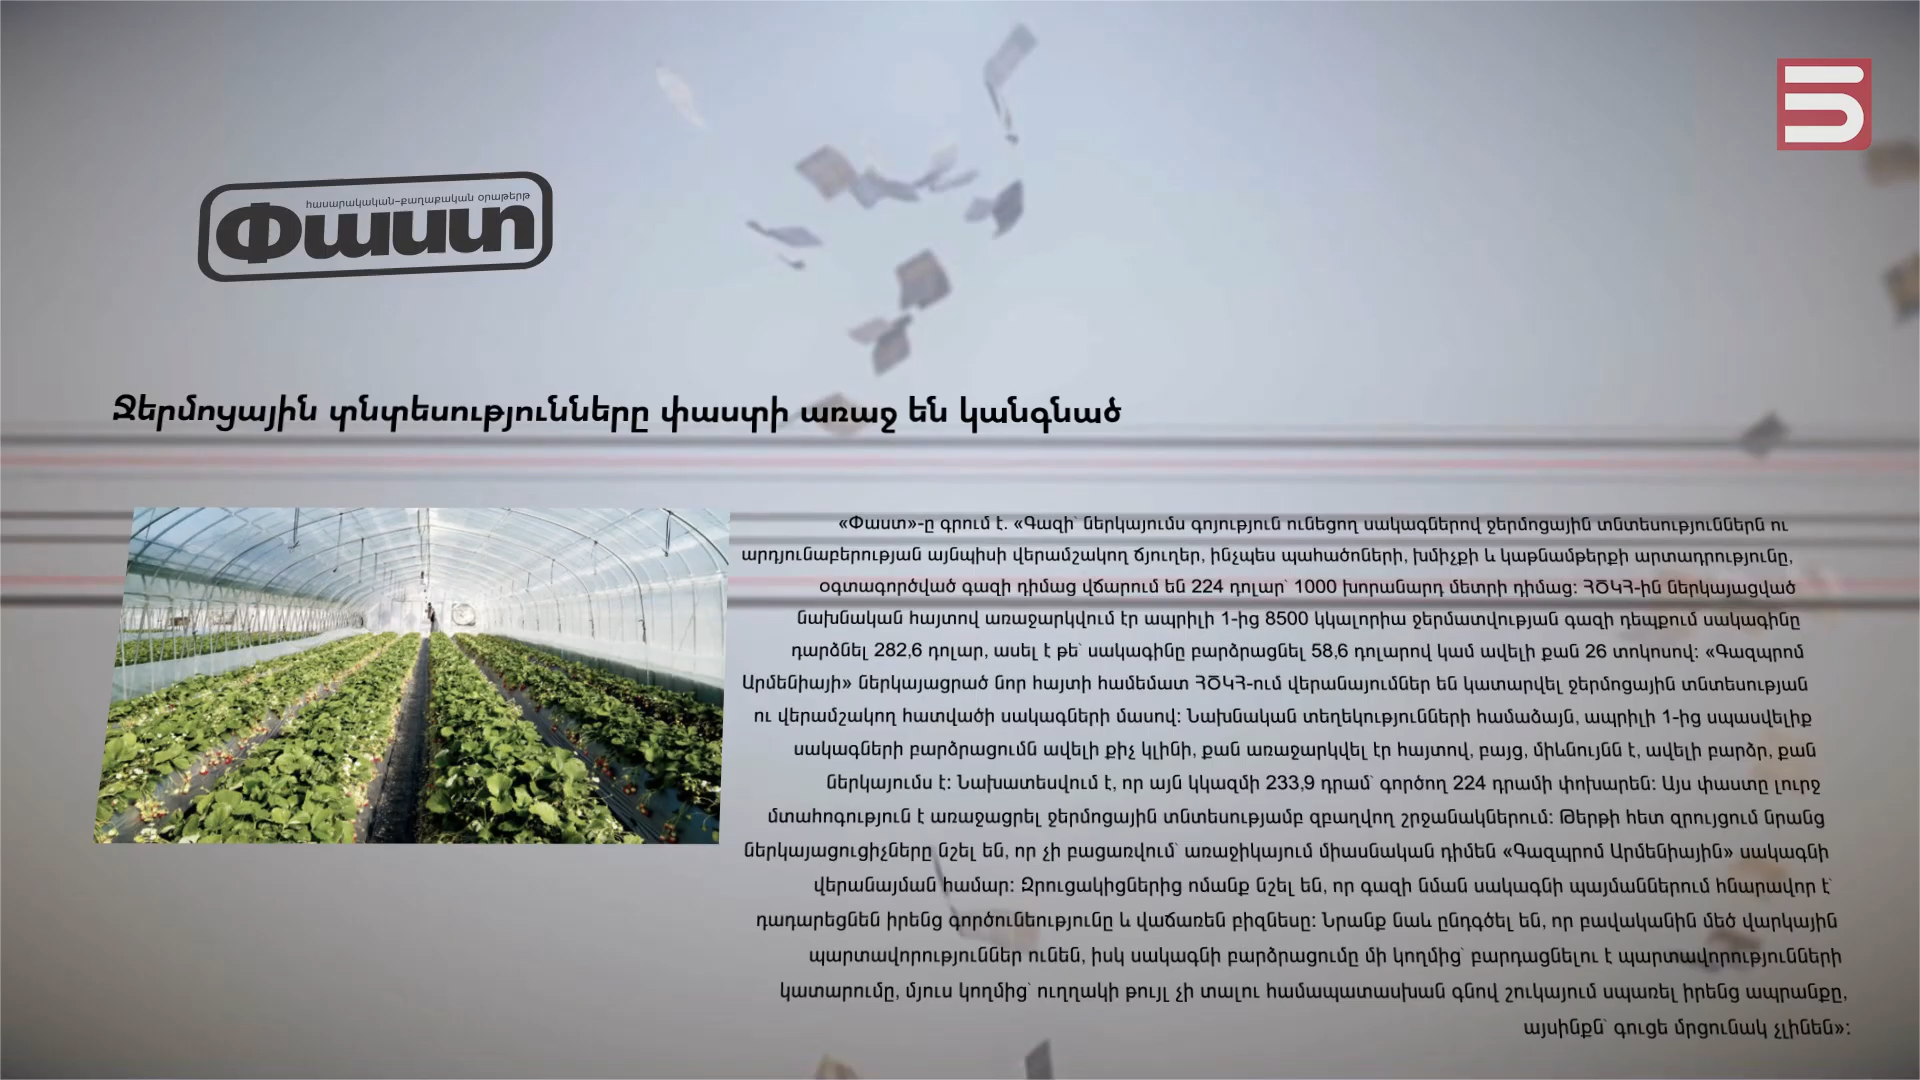 հասարակական-քաղաքական օրաթերթ
Փաստ
5
Ջերմոցային տնտեսությունները փաստի առաջ են կանգնած
«Փաստ»-ը գրում է. «Գազի՝ ներկայումս գոյություն ունեցող սակագներով ջերմոցային տնտեսություններն ու
արդյունաբերության այնպիսի վերամշակող ճյուղեր, ինչպես պահածոների, խմիչքի և կաթնամթերքի արտադրությունը,
օգտագործված գազի դիմաց վճարում են 224 դոլար՝ 1000 խորանարդ մետրի դիմաց: ՀԾԿՀ-ին ներկայացված
նախնական հայտով առաջարկվում էր ապրիլի 1-ից 8500 կկալորիա ջերմատվության գազի դեպքում սակագինը
դարձնել 282,6 դոլար, ասել է թե՝ սակագինը բարձրացնել 58,6 դոլարով կամ ավելի քան 26 տոկոսով: «Գազպրոմ
Արմենիայի» ներկայացրած նոր հայտի համեմատ ՀԾԿՀ-ում վերանայումներ են կատարվել ջերմոցային տնտեսության
ու վերամշակող հատվածի սակագների մասով: Նախնական տեղեկությունների համաձայն, ապրիլի 1-ից սպասվելիք
սակագների բարձրացումն ավելի քիչ կլինի, քան առաջարկվել էր հայտով, բայց, միևնույնն է, ավելի բարձր, քան
ներկայումս է: Նախատեսվում է, որ այն կկազմի 233,9 դրամ՝ գործող 224 դրամի փոխարեն: Այս փաստը լուրջ
մտահոգություն է առաջացրել ջերմոցային տնտեսությամբ զբաղվող շրջանակներում: Թերթի հետ զրույցում նրանց
ներկայացուցիչները նշել են, որ չի բացառվում՝ առաջիկայում միասնական դիմեն «Գազպրոմ Արմենիային» սակագնի
վերանայման համար: Զրուցակիցներից ոմանք նշել են, որ գազի նման սակագնի պայմաններում հնարավոր է՝
դադարեցնեն իրենց գործունեությունը և վաճառեն բիզնեսը: Նրանք նաև ընդգծել են, որ բավականին մեծ վարկային
պարտավորություններ ունեն, իսկ սակագնի բարձրացումը մի կողմից՝ բարդացնելու է պարտավորությունների
կատարումը, մյուս կողմից՝ ուղղակի թույլ չի տալու համապատասխան գնով շուկայում սպառել իրենց ապրանքը,
այսինքն՝ գուցե մրցունակ չլինեն»: